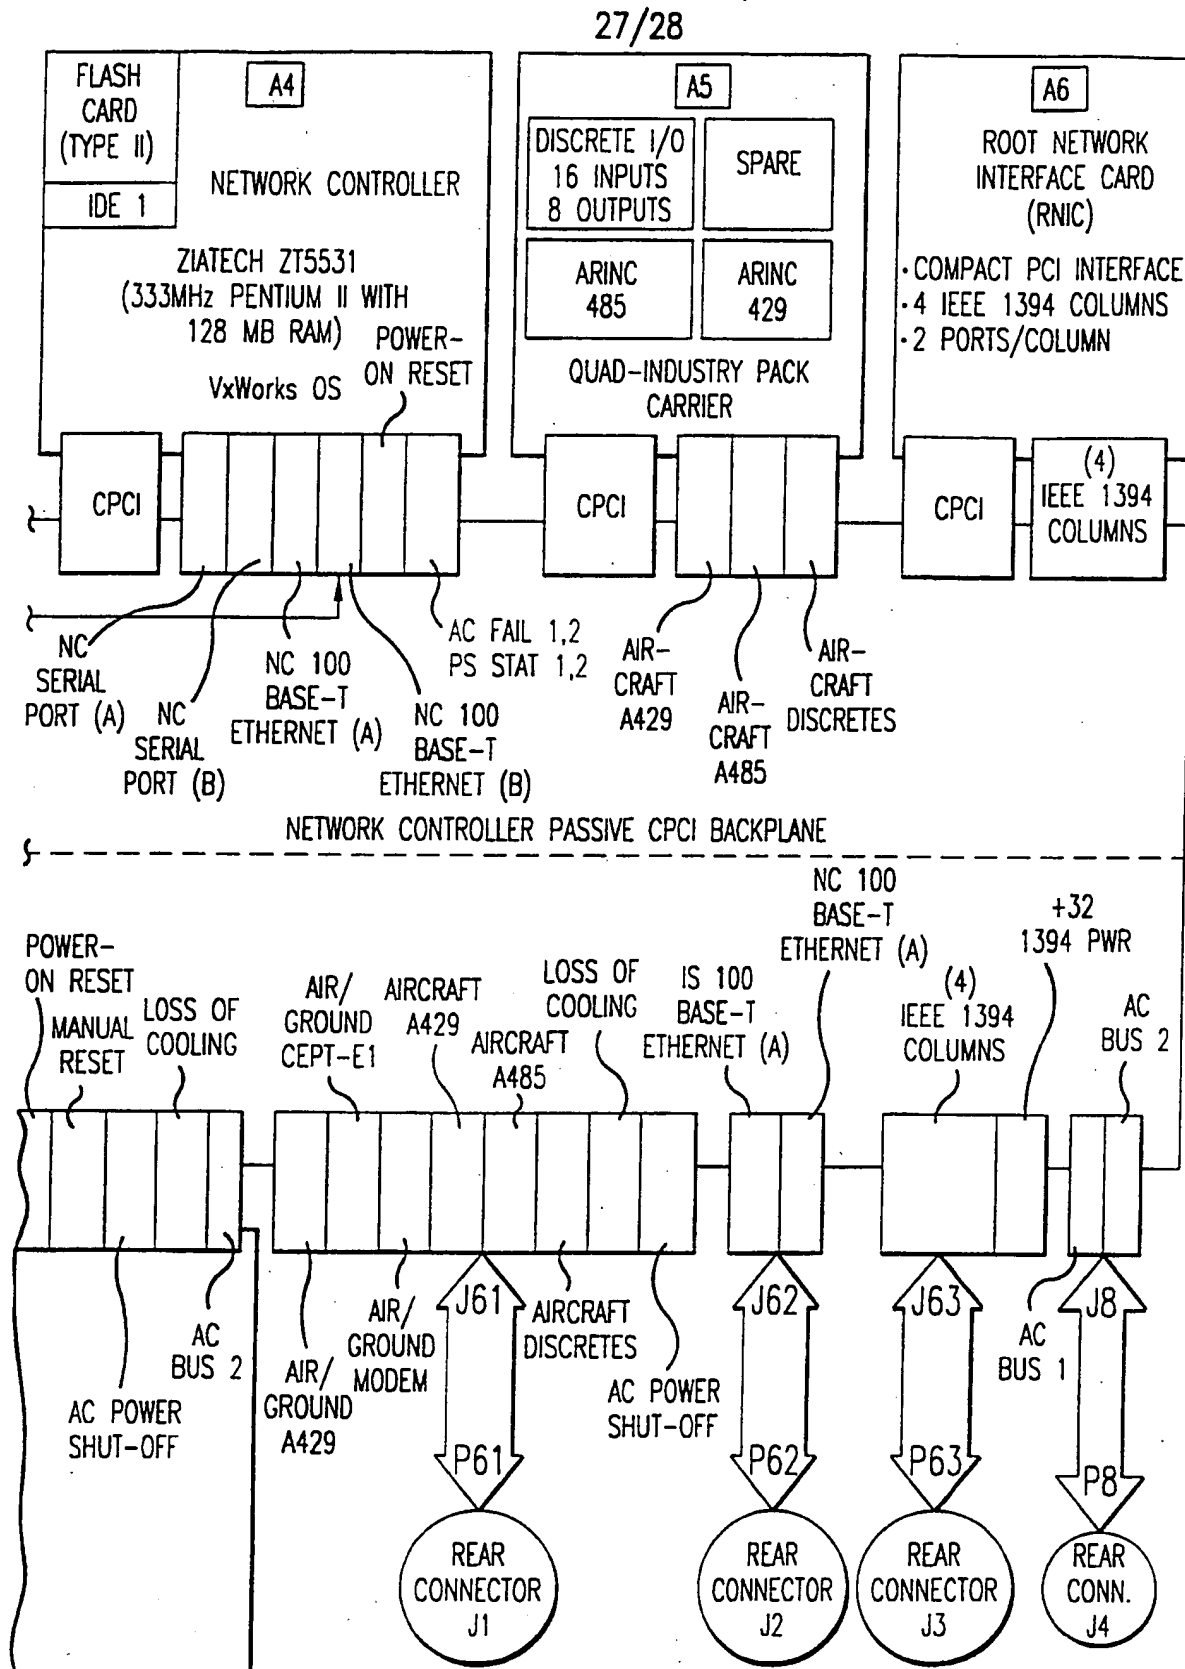 27/28
FLASH
CARD
(TYPE II)
IDE 1
A4
NETWORK CONTROLLER
ZIATECH ZT5531
(333MHz PENTIUM II WITH
128 MB RAM)
VxWorks OS
POWER-
ON RESET
A5
DISCRETE I/O
16 INPUTS
8 OUTPUTS
SPARE
ARINC
485
ARINC
429
QUAD-INDUSTRY PACK
CARRIER
A6
ROOT NETWORK
INTERFACE CARD
(RNIC)
·COMPACT PCI INTERFACE
·4 IEEE 1394 COLUMNS
·2 PORTS/COLUMN
CPCI
CPCI
CPCI
(4)
IEEE 1394
COLUMNS
NC
SERIAL
PORT (A)
NC
SERIAL
PORT (B)
NC 100
BASE-T
ETHERNET (A)
NC 100
BASE-T
ETHERNET (B)
AC FAIL 1,2
PS STAT 1,2
AIR-
CRAFT
A429
AIR-
CRAFT
A485
AIR-
CRAFT
DISCRETES
NETWORK CONTROLLER PASSIVE CPCI BACKPLANE
POWER-
ON RESET
MANUAL
RESET
LOSS OF
COOLING
AIR/
GROUND
CEPT-E1
AIRCRAFT
A429
AIRCRAFT
A485
LOSS OF
COOLING
IS 100
BASE-T
ETHERNET (A)
NC 100
BASE-T
ETHERNET (A)
(4)
IEEE 1394
COLUMNS
+32
1394 PWR
AC
BUS 2
AC POWER
SHUT-OFF
AC
BUS 2
AIR/
GROUND
A429
AIR/
GROUND
MODEM
J61
P61
AIRCRAFT
DISCRETES
AC POWER
SHUT-OFF
J62
P62
J63
P63
AC
BUS 1
J8
P8
REAR
CONNECTOR
J1
REAR
CONNECTOR
J2
REAR
CONNECTOR
J3
REAR
CONN.
J4